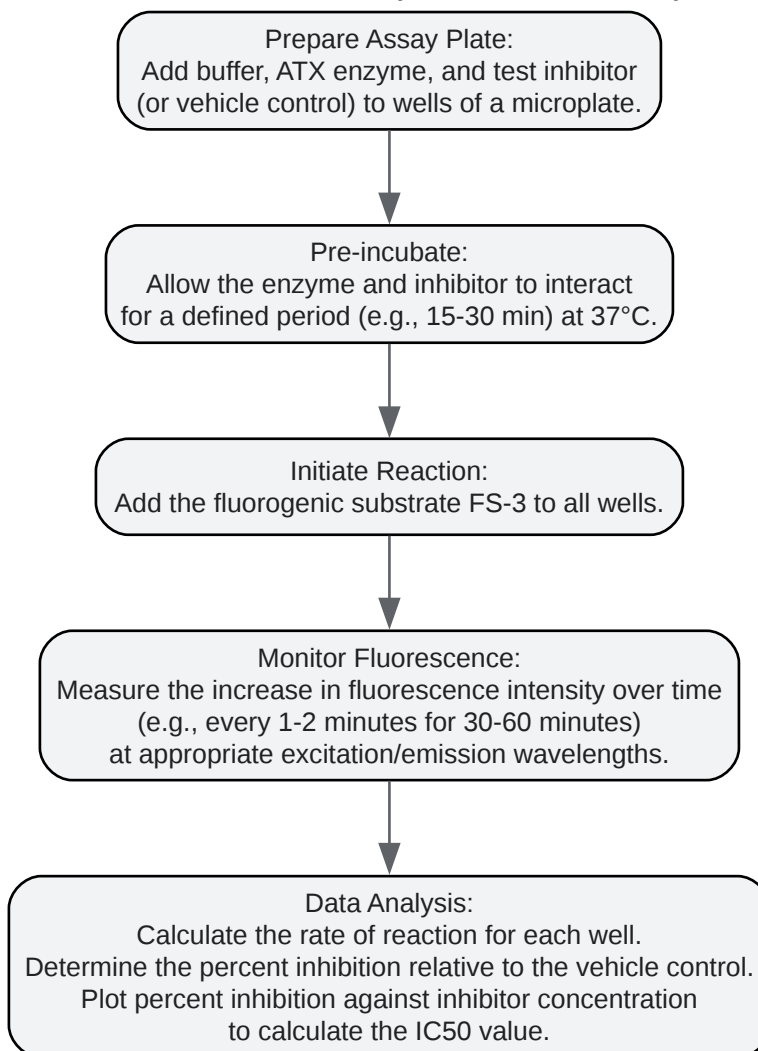 Prepare Assay Plate:
Add buffer, ATX enzyme, and test inhibitor
(or vehicle control) to wells of a microplate.
Pre-incubate:
Allow the enzyme and inhibitor to interact
for a defined period (e.g., 15-30 min) at 37°C.
Initiate Reaction:
Add the fluorogenic substrate FS-3 to all wells.
Monitor Fluorescence:
Measure the increase in fluorescence intensity over time
(e.g., every 1-2 minutes for 30-60 minutes)
at appropriate excitation/emission wavelengths.
Data Analysis:
Calculate the rate of reaction for each well.
Determine the percent inhibition relative to the vehicle control.
Plot percent inhibition against inhibitor concentration
to calculate the IC50 value.